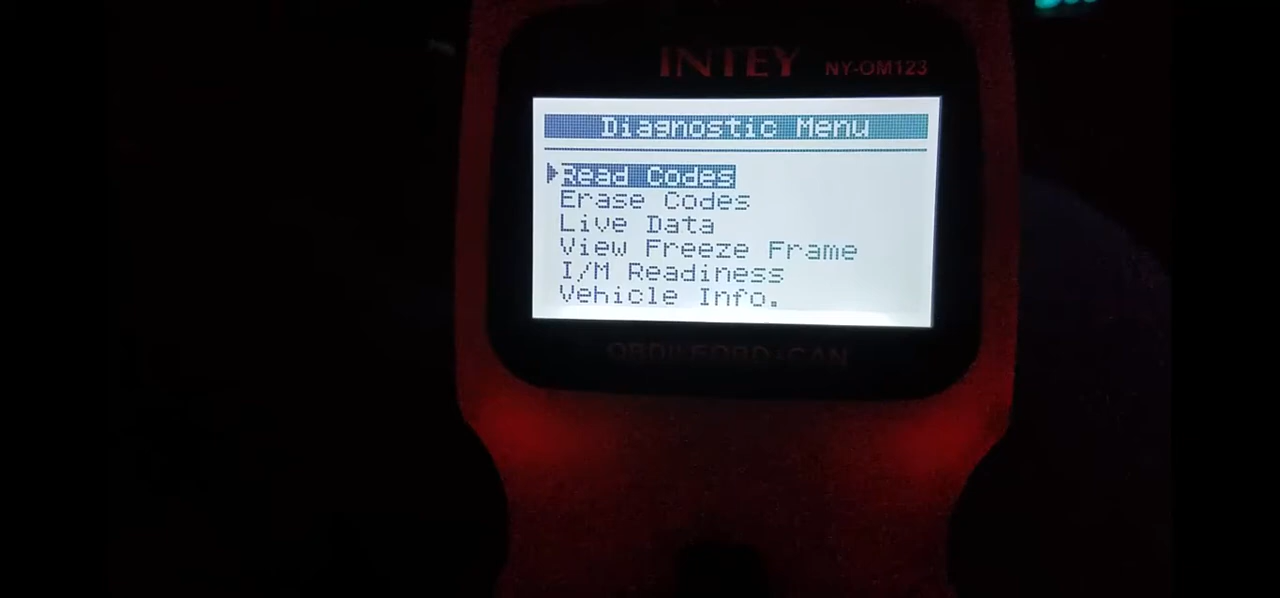 INTEY NY-OM123
Diagnostic Menu
Read Codes
Erase Codes
Live Data
View Freeze Frame
I/M Readiness
Vehicle Info.